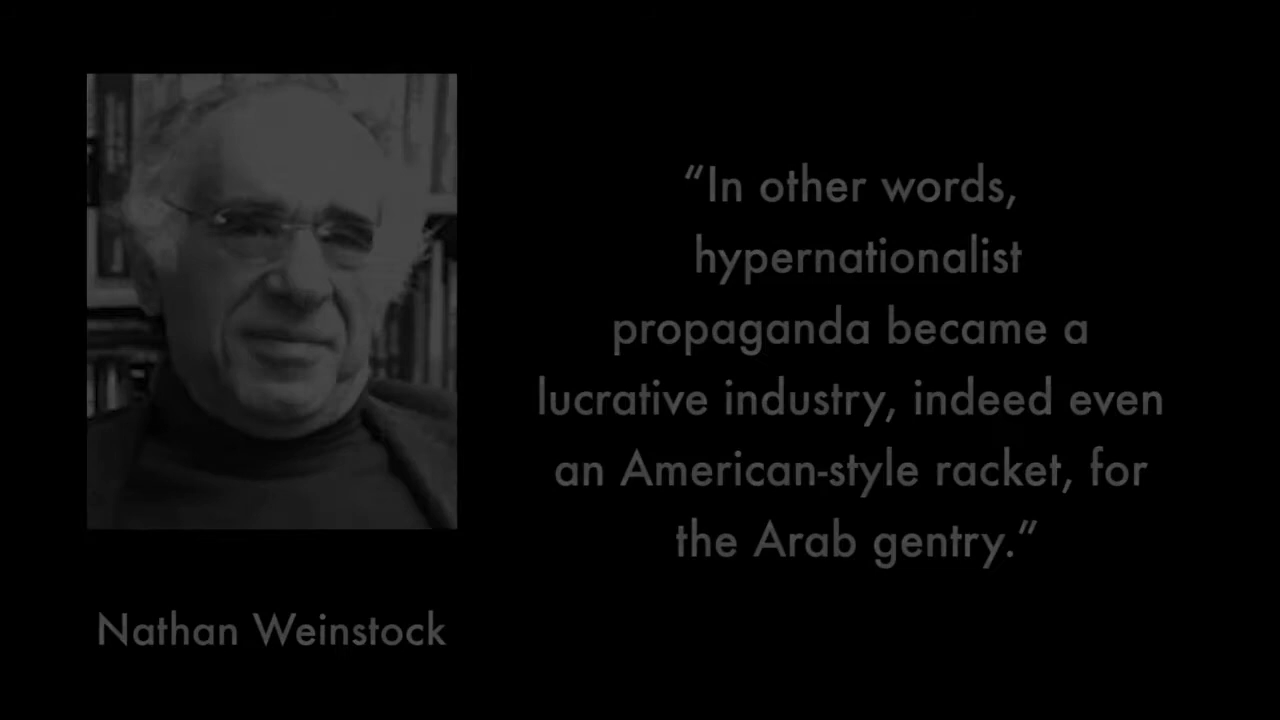 “In other words,
hypernationalist
propaganda became a
lucrative industry, indeed even
an American-style racket, for
the Arab gentry.”
Nathan Weinstock